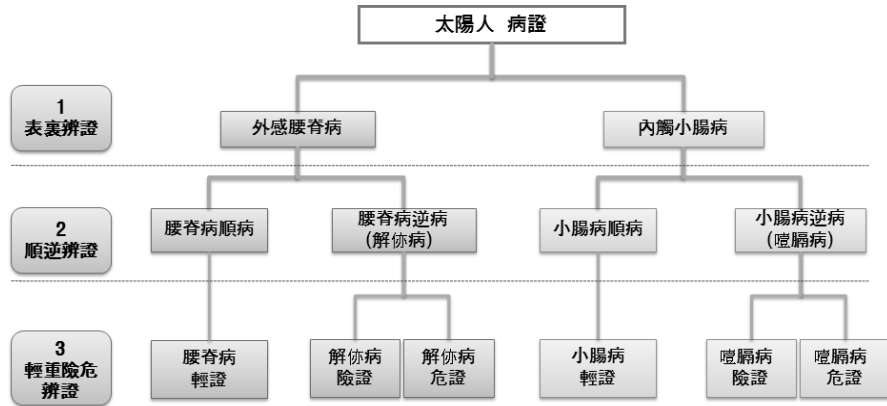 太陽人 病證
1
表裏辨證
外感腰脊病
內觸小腸病
2
順逆辨證
腰脊病順病
腰脊病逆病
(解㑊病)
小腸病順病
小腸病逆病
(噎膈病)
3
輕重險危
辨證
腰脊病
輕證
解㑊病
險證
解㑊病
危證
小腸病
輕證
噎膈病
險證
噎膈病
危證